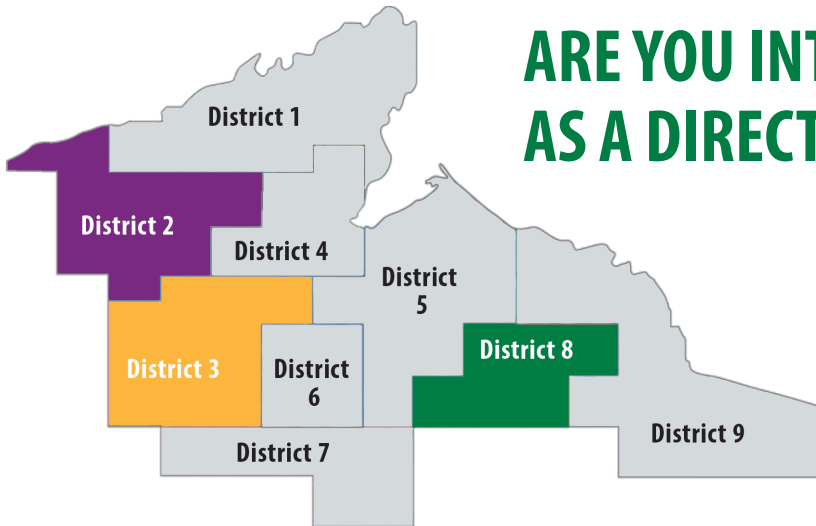 ARE YOU INT
AS A DIRECT
District 1
District 2
District 4
District
5
District 3
District
6
District 8
District 7
District 9